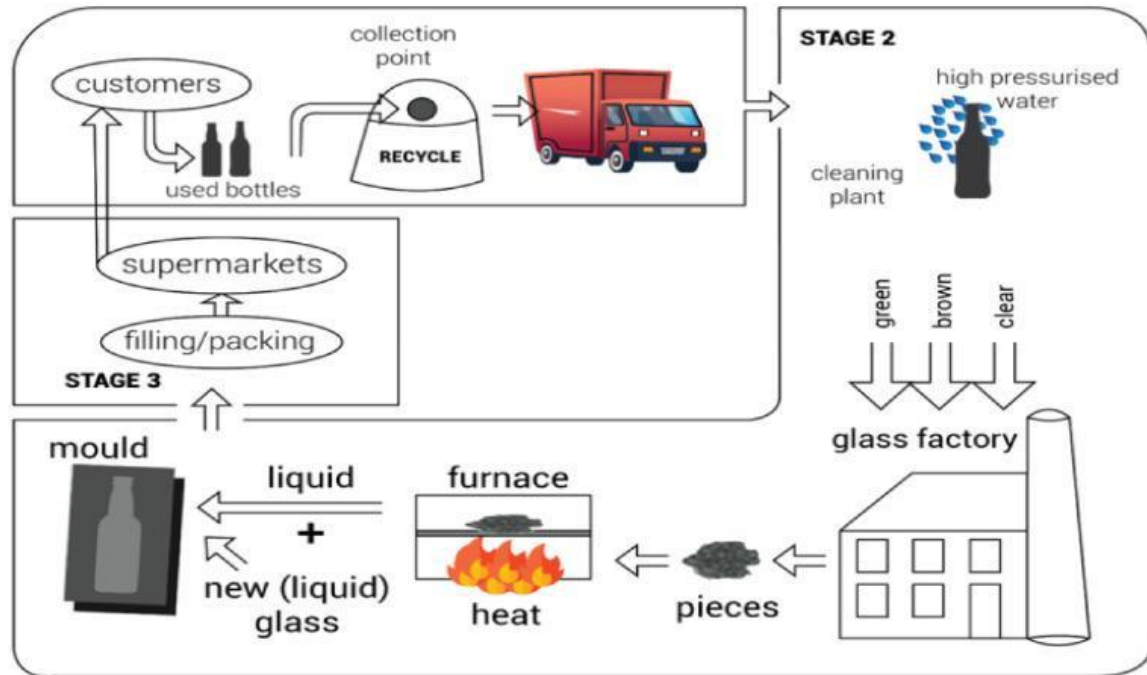 collection
point
customers
RECYCLE
used bottles
STAGE 2
high pressurised
water
cleaning
plant
green
brown
clear
glass factory
pieces
furnace
heat
liquid
+
new (liquid)
glass
mould
STAGE 3
filling/packing
supermarkets